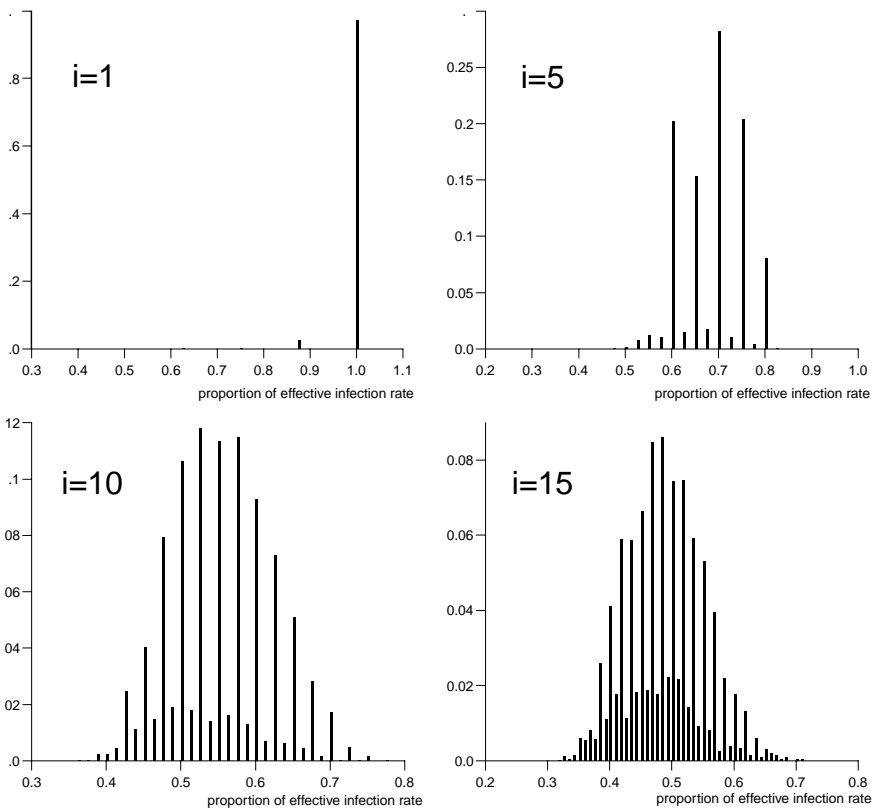 .
.8
i=1
.6
.4
.2
.0
0.3 0.4 0.5 0.6 0.7 0.8 0.9 1.0 1.1
proportion of effective infection rate
.
0.25
i=5
0.2
0.15
0.1
0.05
0.0
0.2 0.3 0.4 0.5 0.6 0.7 0.8 0.9 1.0
proportion of effective infection rate
12
.1
i=10
08
06
04
02
.0
0.3 0.4 0.5 0.6 0.7 0.8
proportion of effective infection rate
0.08
i=15
0.06
0.04
0.02
0.0
0.2 0.3 0.4 0.5 0.6 0.7 0.8
proportion of effective infection rate